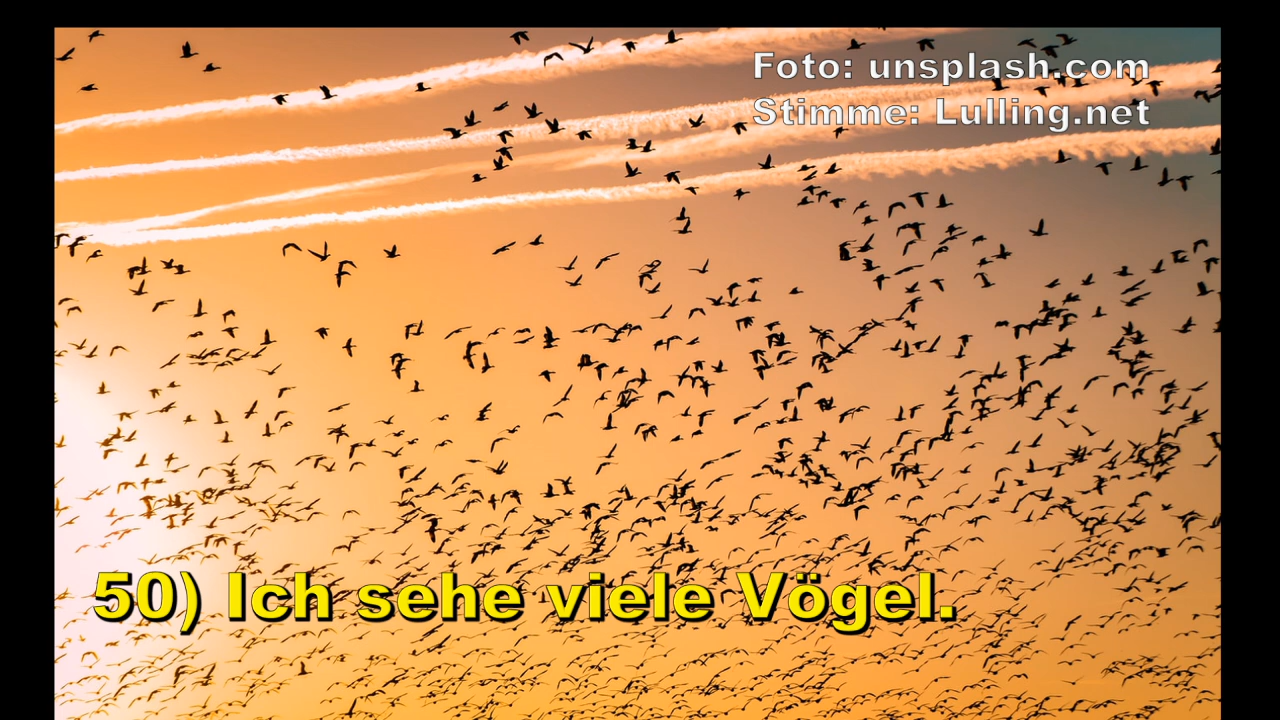 Foto: unsplash.com
Stimme: Lulling.net
50) Ich sehe viele Vögel.